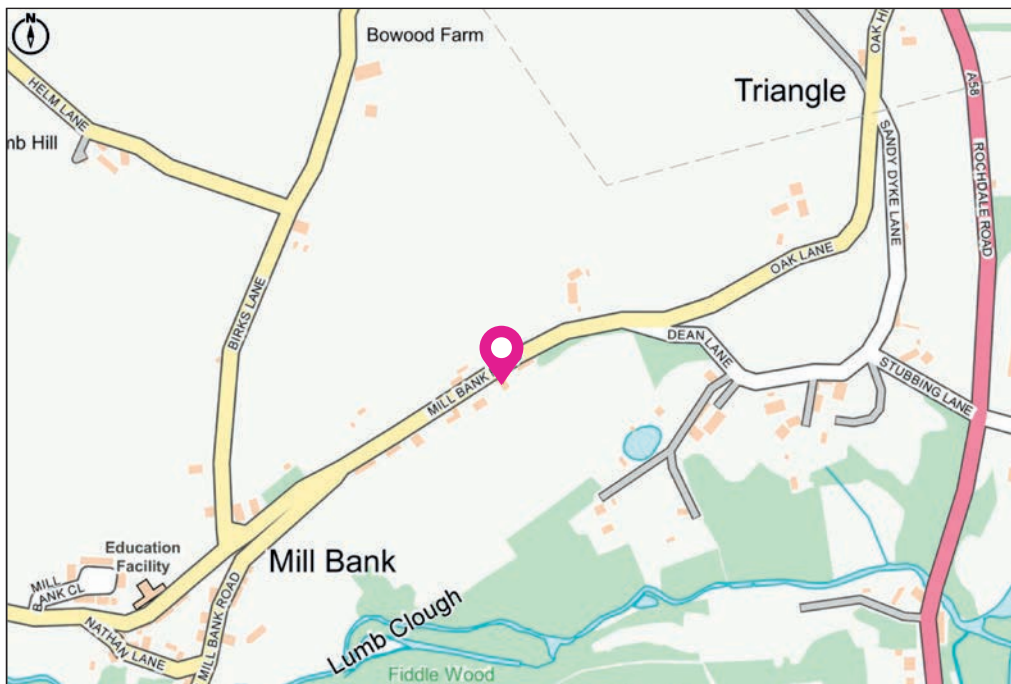 N
Bowood Farm
OAK H
A58
Triangle
HELM LANE
mb Hill
SANDY DYKE LANE
ROCHDALE ROAD
OAK LANE
BIRKS LANE
DEAN LANE
STUBBING LANE
MILL BANK
Education
Facility
Mill Bank
MILL
BANK CL
NATHAN LANE
MILL BANK ROAD
Lumb Clough
Fiddle Wood